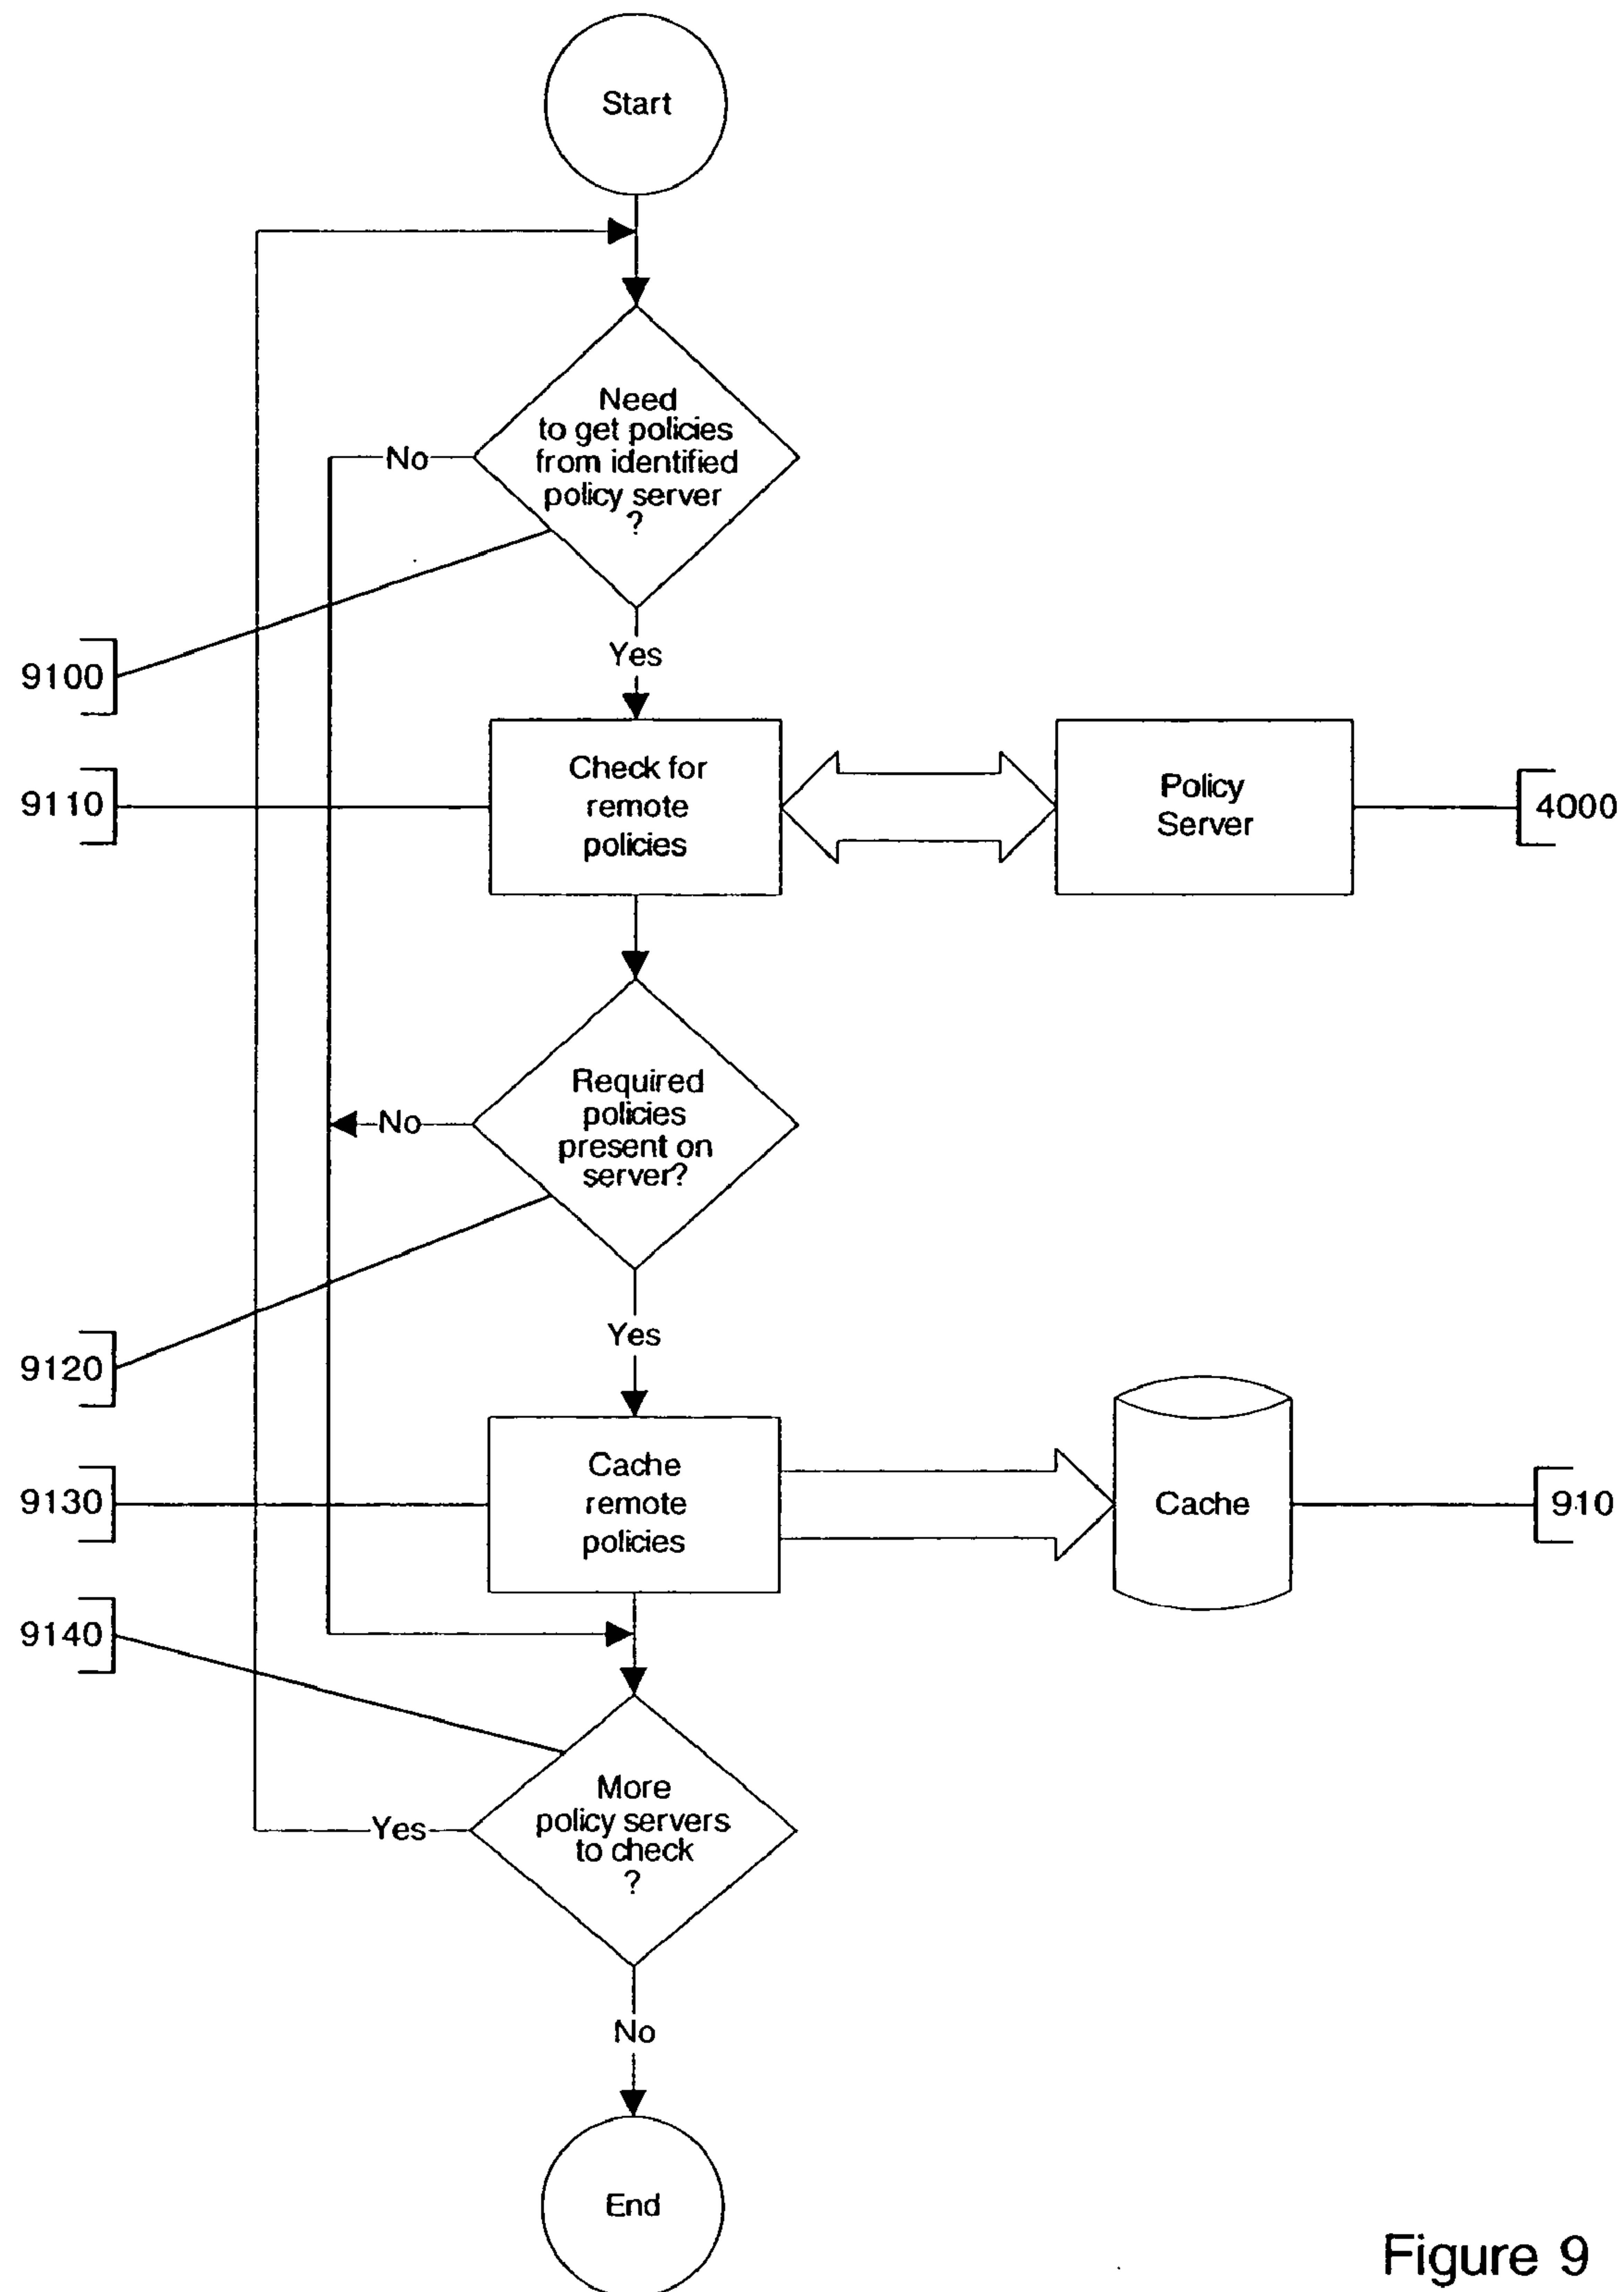 Start
Need
to get policies
from identified
policy server
?
No
Yes
9100
Check for
remote
policies
Policy
Server
9110
4000
Required
policies
present on
server?
No
Yes
9120
Cache
remote
policies
Cache
9130
910
9140
More
policy servers
to check
?
Yes
No
End
Figure 9